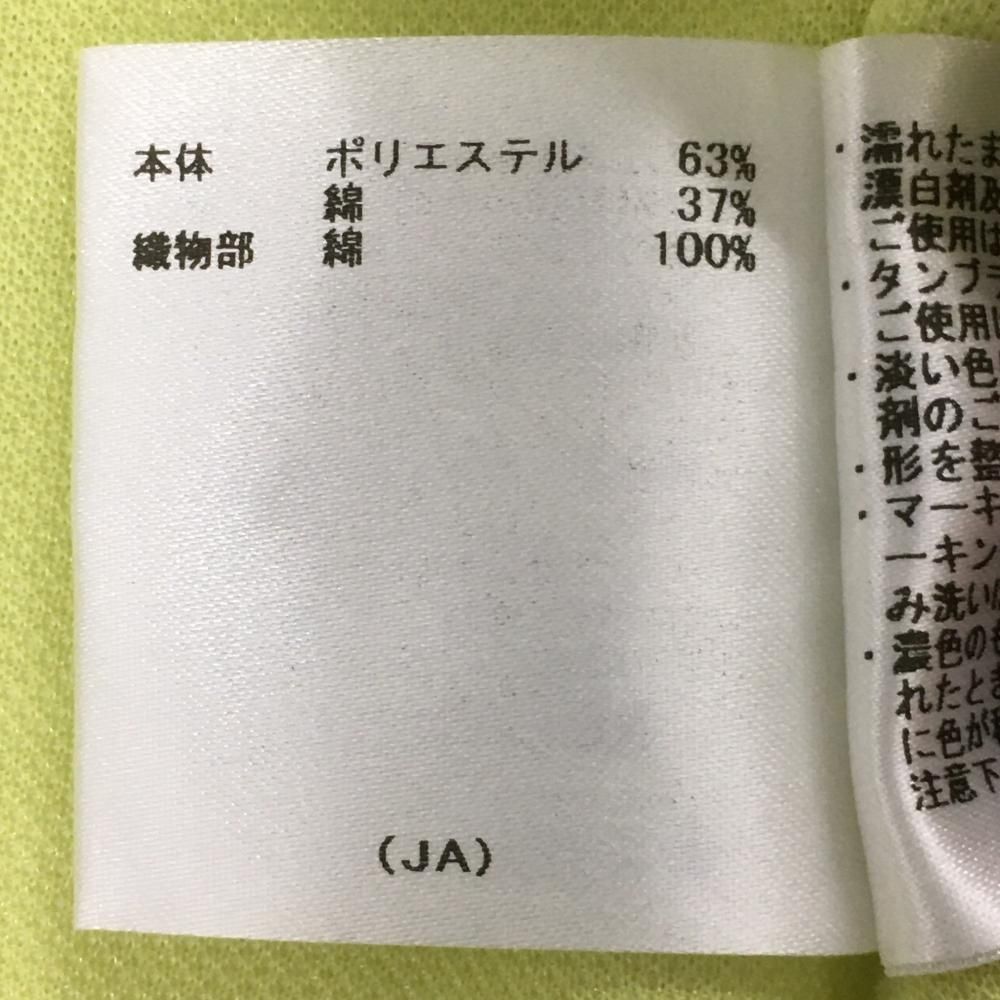 本体 ポリエステル 63%
綿 37%
織物部 綿 100%
(JA)
・濡れたま
漂白剤及
ご使用は
・タンブラ
ご使用
・淡い色
剤のご
・形を整
・マーキ
ーキン
み洗い
・濃色の
れたとき
に色が
注意下